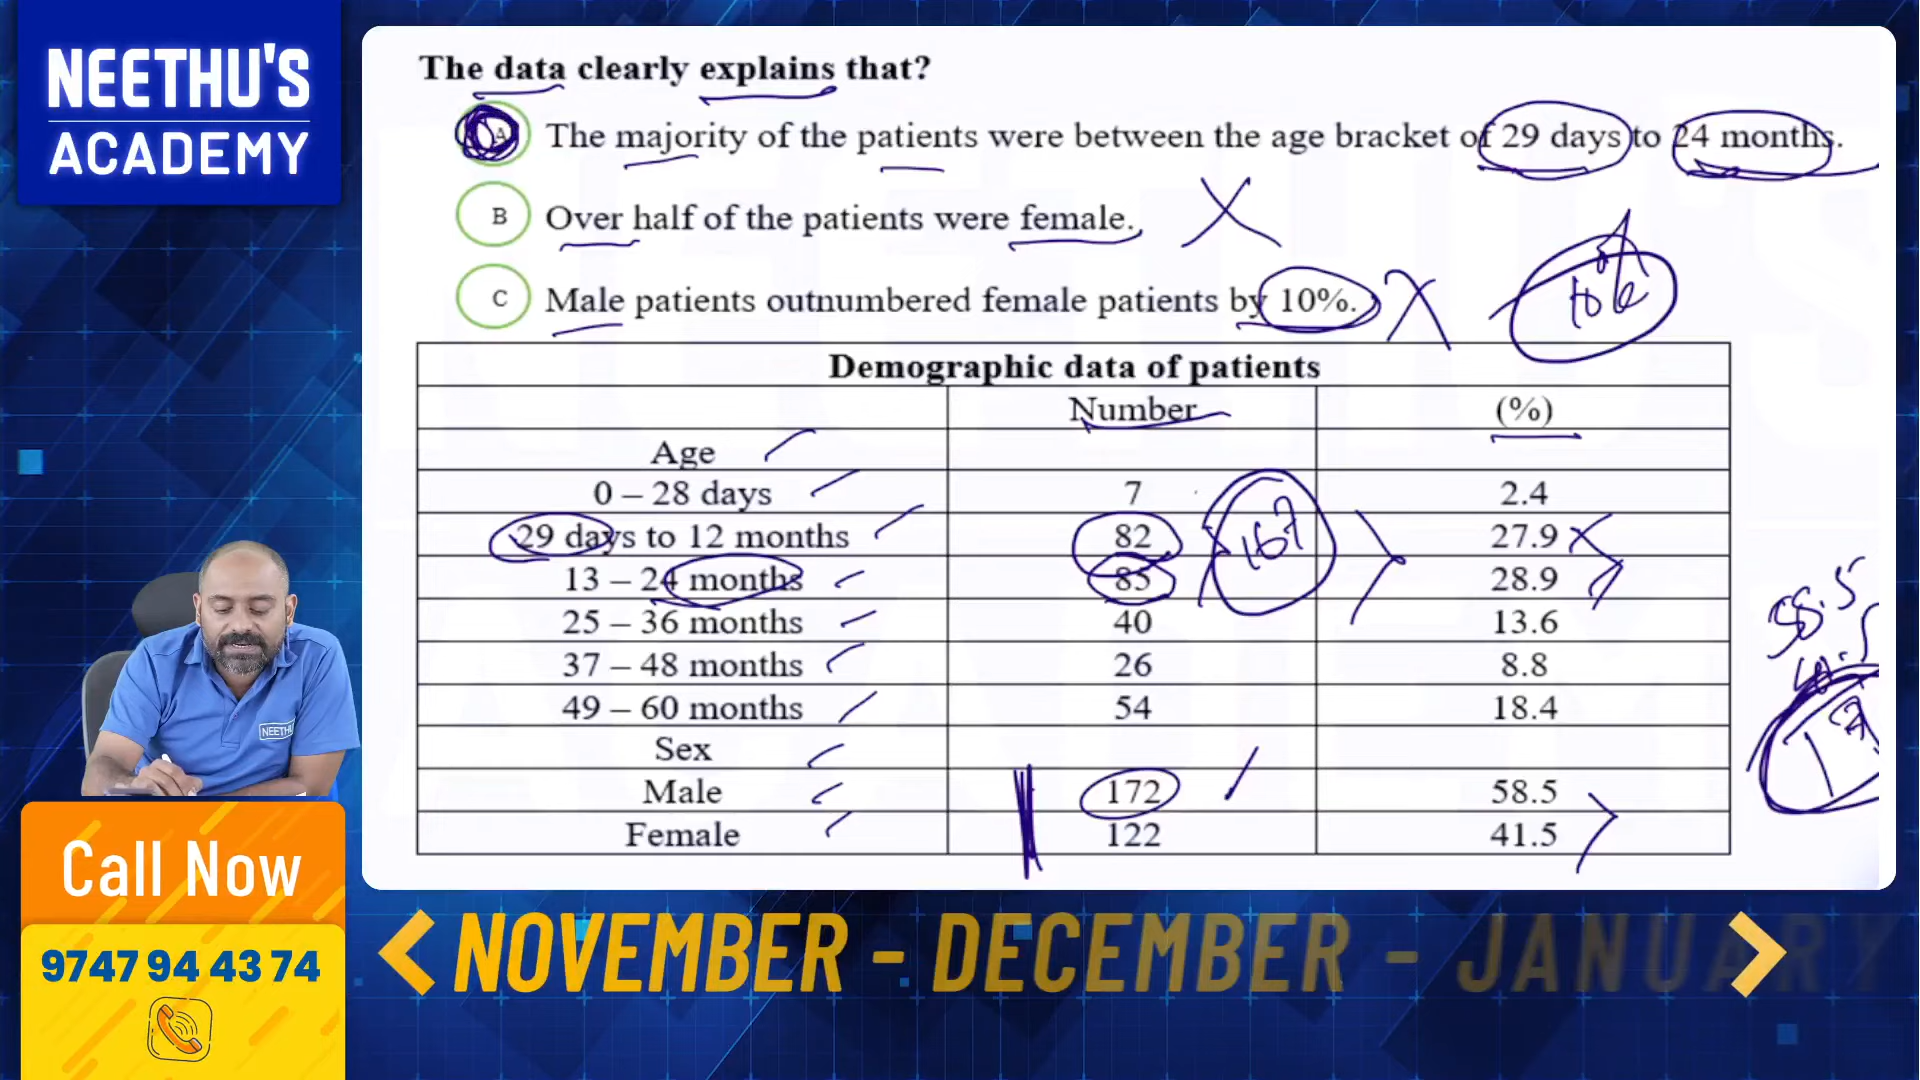 NEETHU'S
ACADEMY
The data clearly explains that?
A The majority of the patients were between the age bracket of 29 days to 24 months.
B Over half of the patients were female.
C Male patients outnumbered female patients by 10%.
Demographic data of patients
Number (%)
Age
0 – 28 days 7 2.4
29 days to 12 months 82 27.9
13 – 24 months 85 28.9
167
25 – 36 months 40 13.6
37 – 48 months 26 8.8
49 – 60 months 54 18.4
Sex
Male 172 58.5
Female 122 41.5
58.5
NEETHU
Call Now
9747 94 43 74
NOVEMBER - DECEMBER - JANUARY